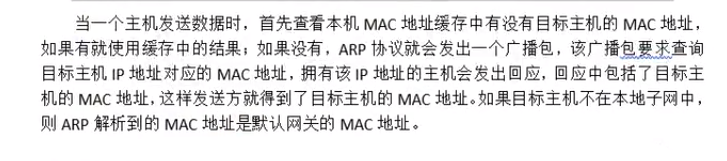 当一个主机发送数据时，首先查看本机 MAC 地址缓存中有没有目标主机的 MAC 地址，
如果有就使用缓存中的结果；如果没有，ARP 协议就会发出一个广播包，该广播包要求查询
目标主机 IP 地址对应的 MAC 地址，拥有该 IP 地址的主机会发出回应，回应中包括了目标主
机的 MAC 地址，这样发送方就得到了目标主机的 MAC 地址。如果目标主机不在本地子网中，
则 ARP 解析到的 MAC 地址是默认网关的 MAC 地址。